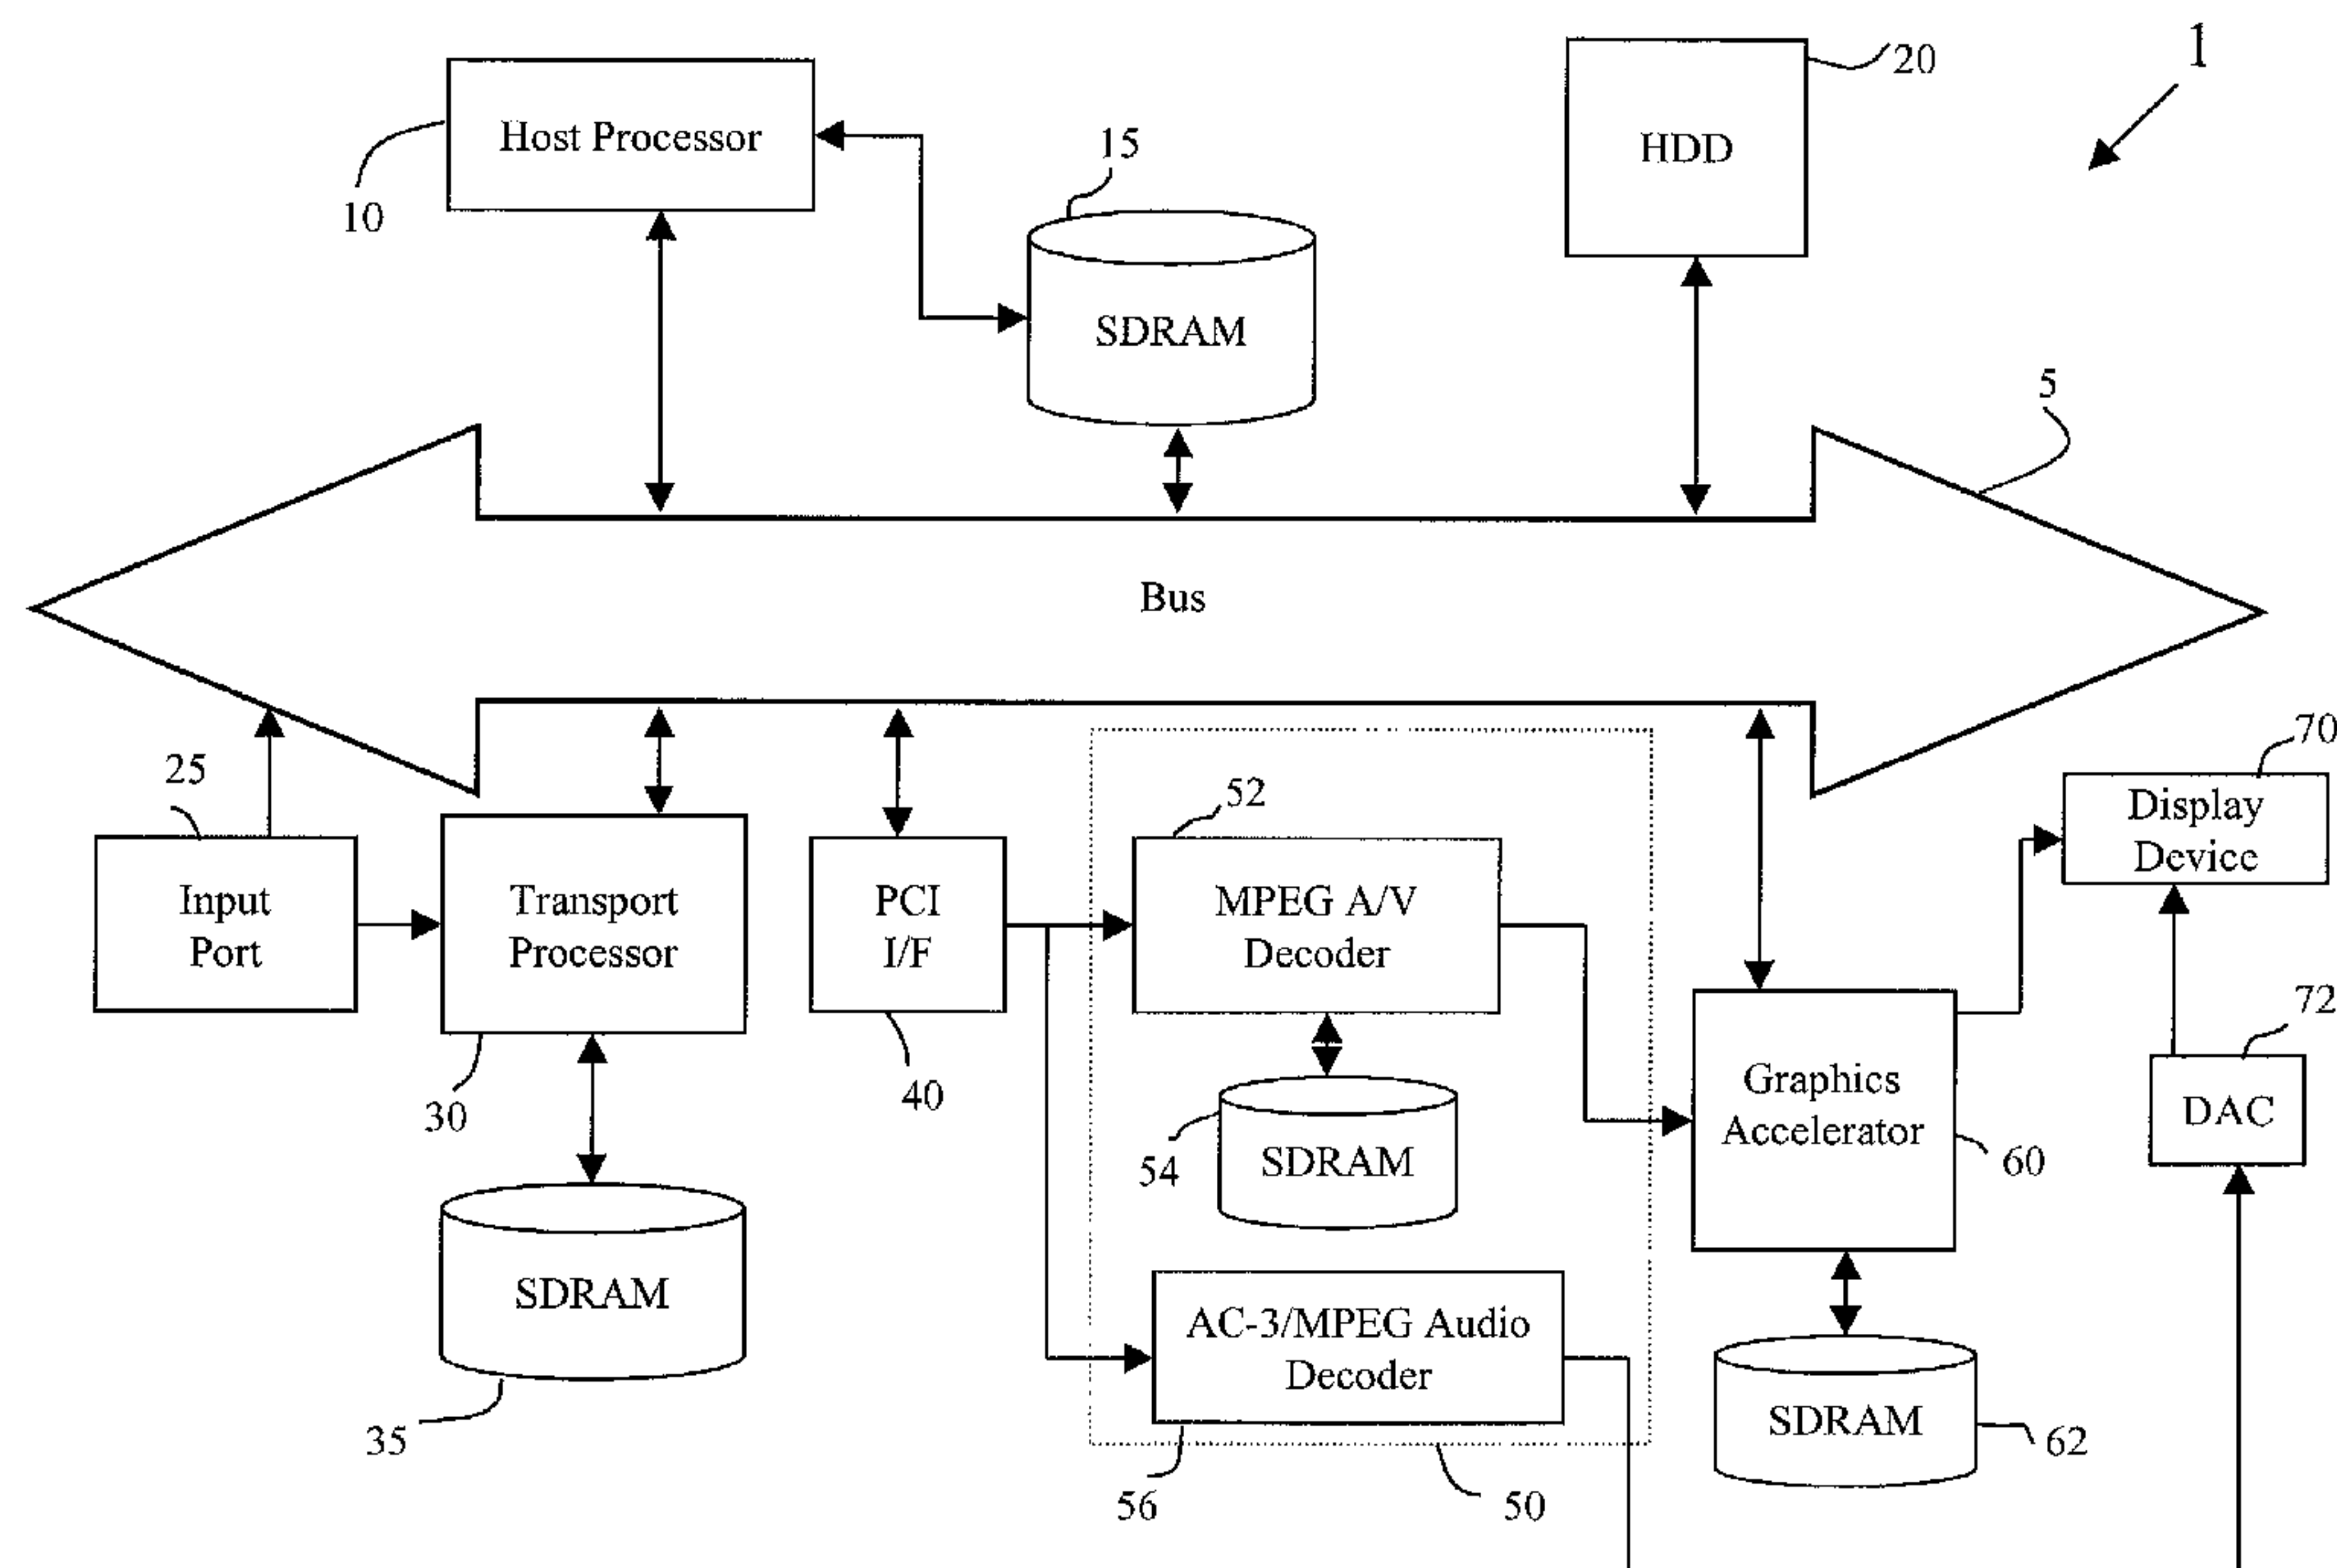 1
20
Host Processor
HDD
15
10
SDRAM
5
Bus
70
25
52
Display
Device
Input
Port
Transport
Processor
PCI
I/F
MPEG A/V
Decoder
72
Graphics
Accelerator
DAC
40
30
54
SDRAM
60
SDRAM
AC-3/MPEG Audio
Decoder
SDRAM
35
62
56
50